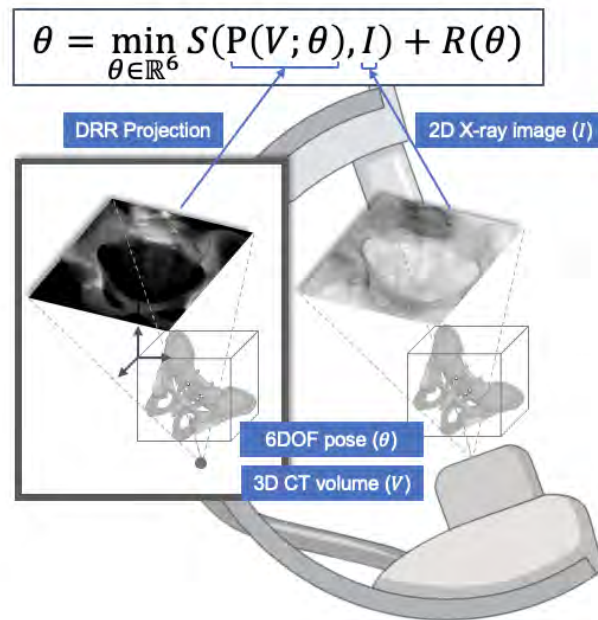 θ = min S(P(V; θ), I) + R(θ)
θ∈ℝ⁶
DRR Projection
2D X-ray image (I)
6DOF pose (θ)
3D CT volume (V)